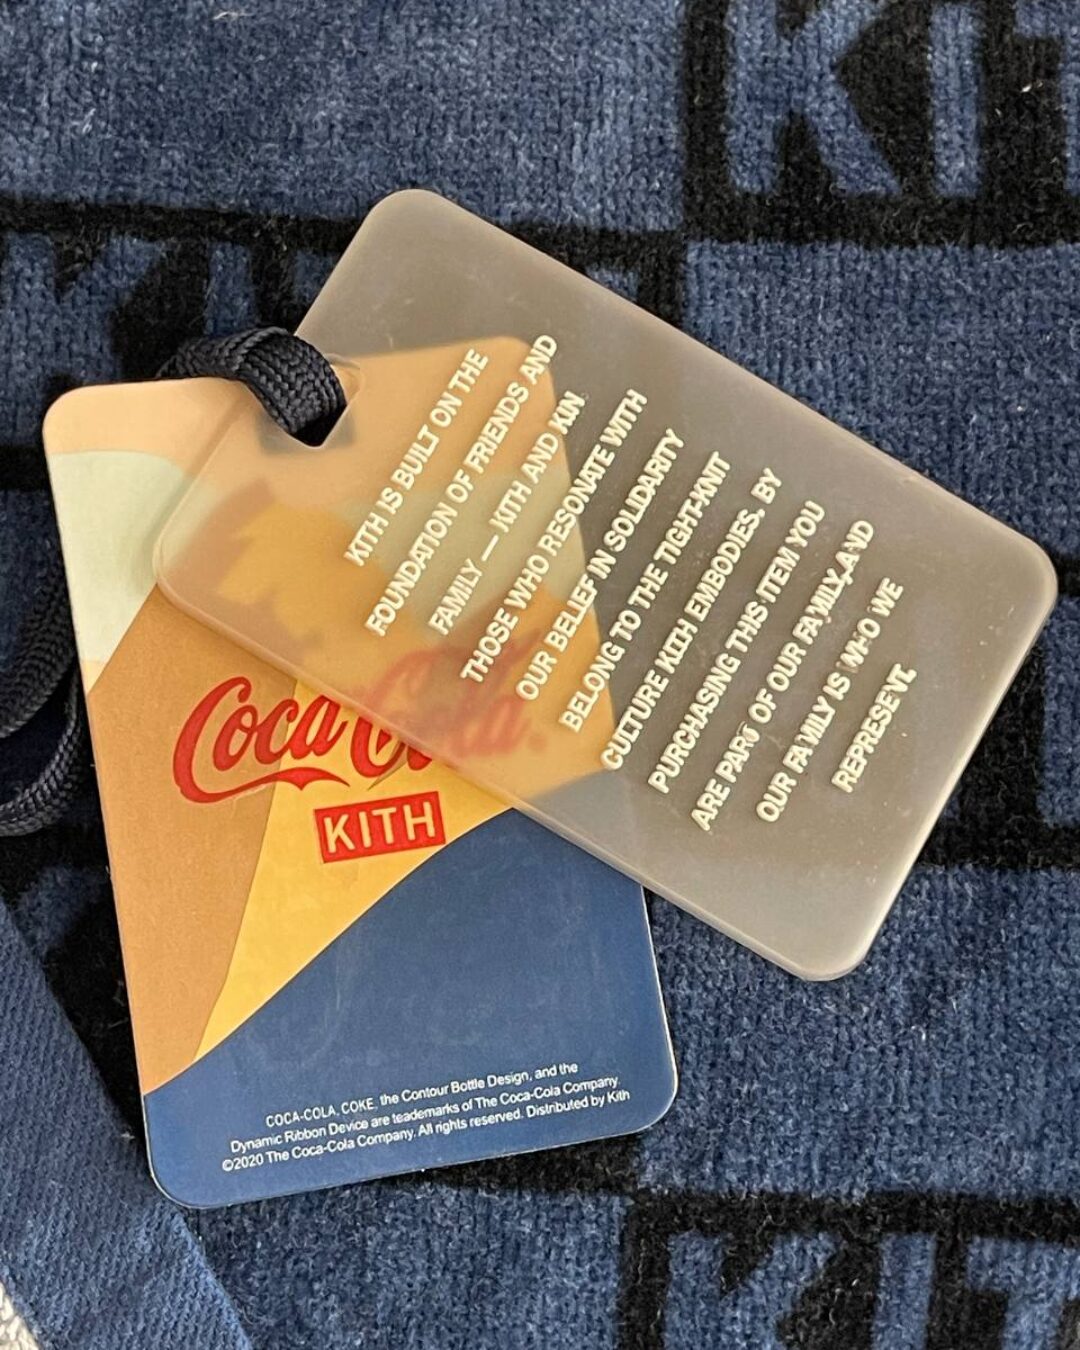 KITH IS BUILT ON THE
FOUNDATION OF FRIENDS AND
FAMILY — KITH AND KIN
THOSE WHO RESONATE WITH
OUR BELIEF IN SOLIDARITY
BELONG TO THE TIGHT-KNIT
CULTURE KITH EMBODIES, BY
PURCHASING THIS ITEM YOU
ARE PART OF OUR FAMILY, AND
OUR FAMILY IS WHO WE
REPRESENT
Coca-Cola
KITH
COCA-COLA, COKE, the Contour Bottle Design, and the
Dynamic Ribbon Device are teademarks of The Coca-Cola Company.
©2020 The Coca-Cola Company. All rights reserved. Distributed by Kith
KIT
KITH
KIT